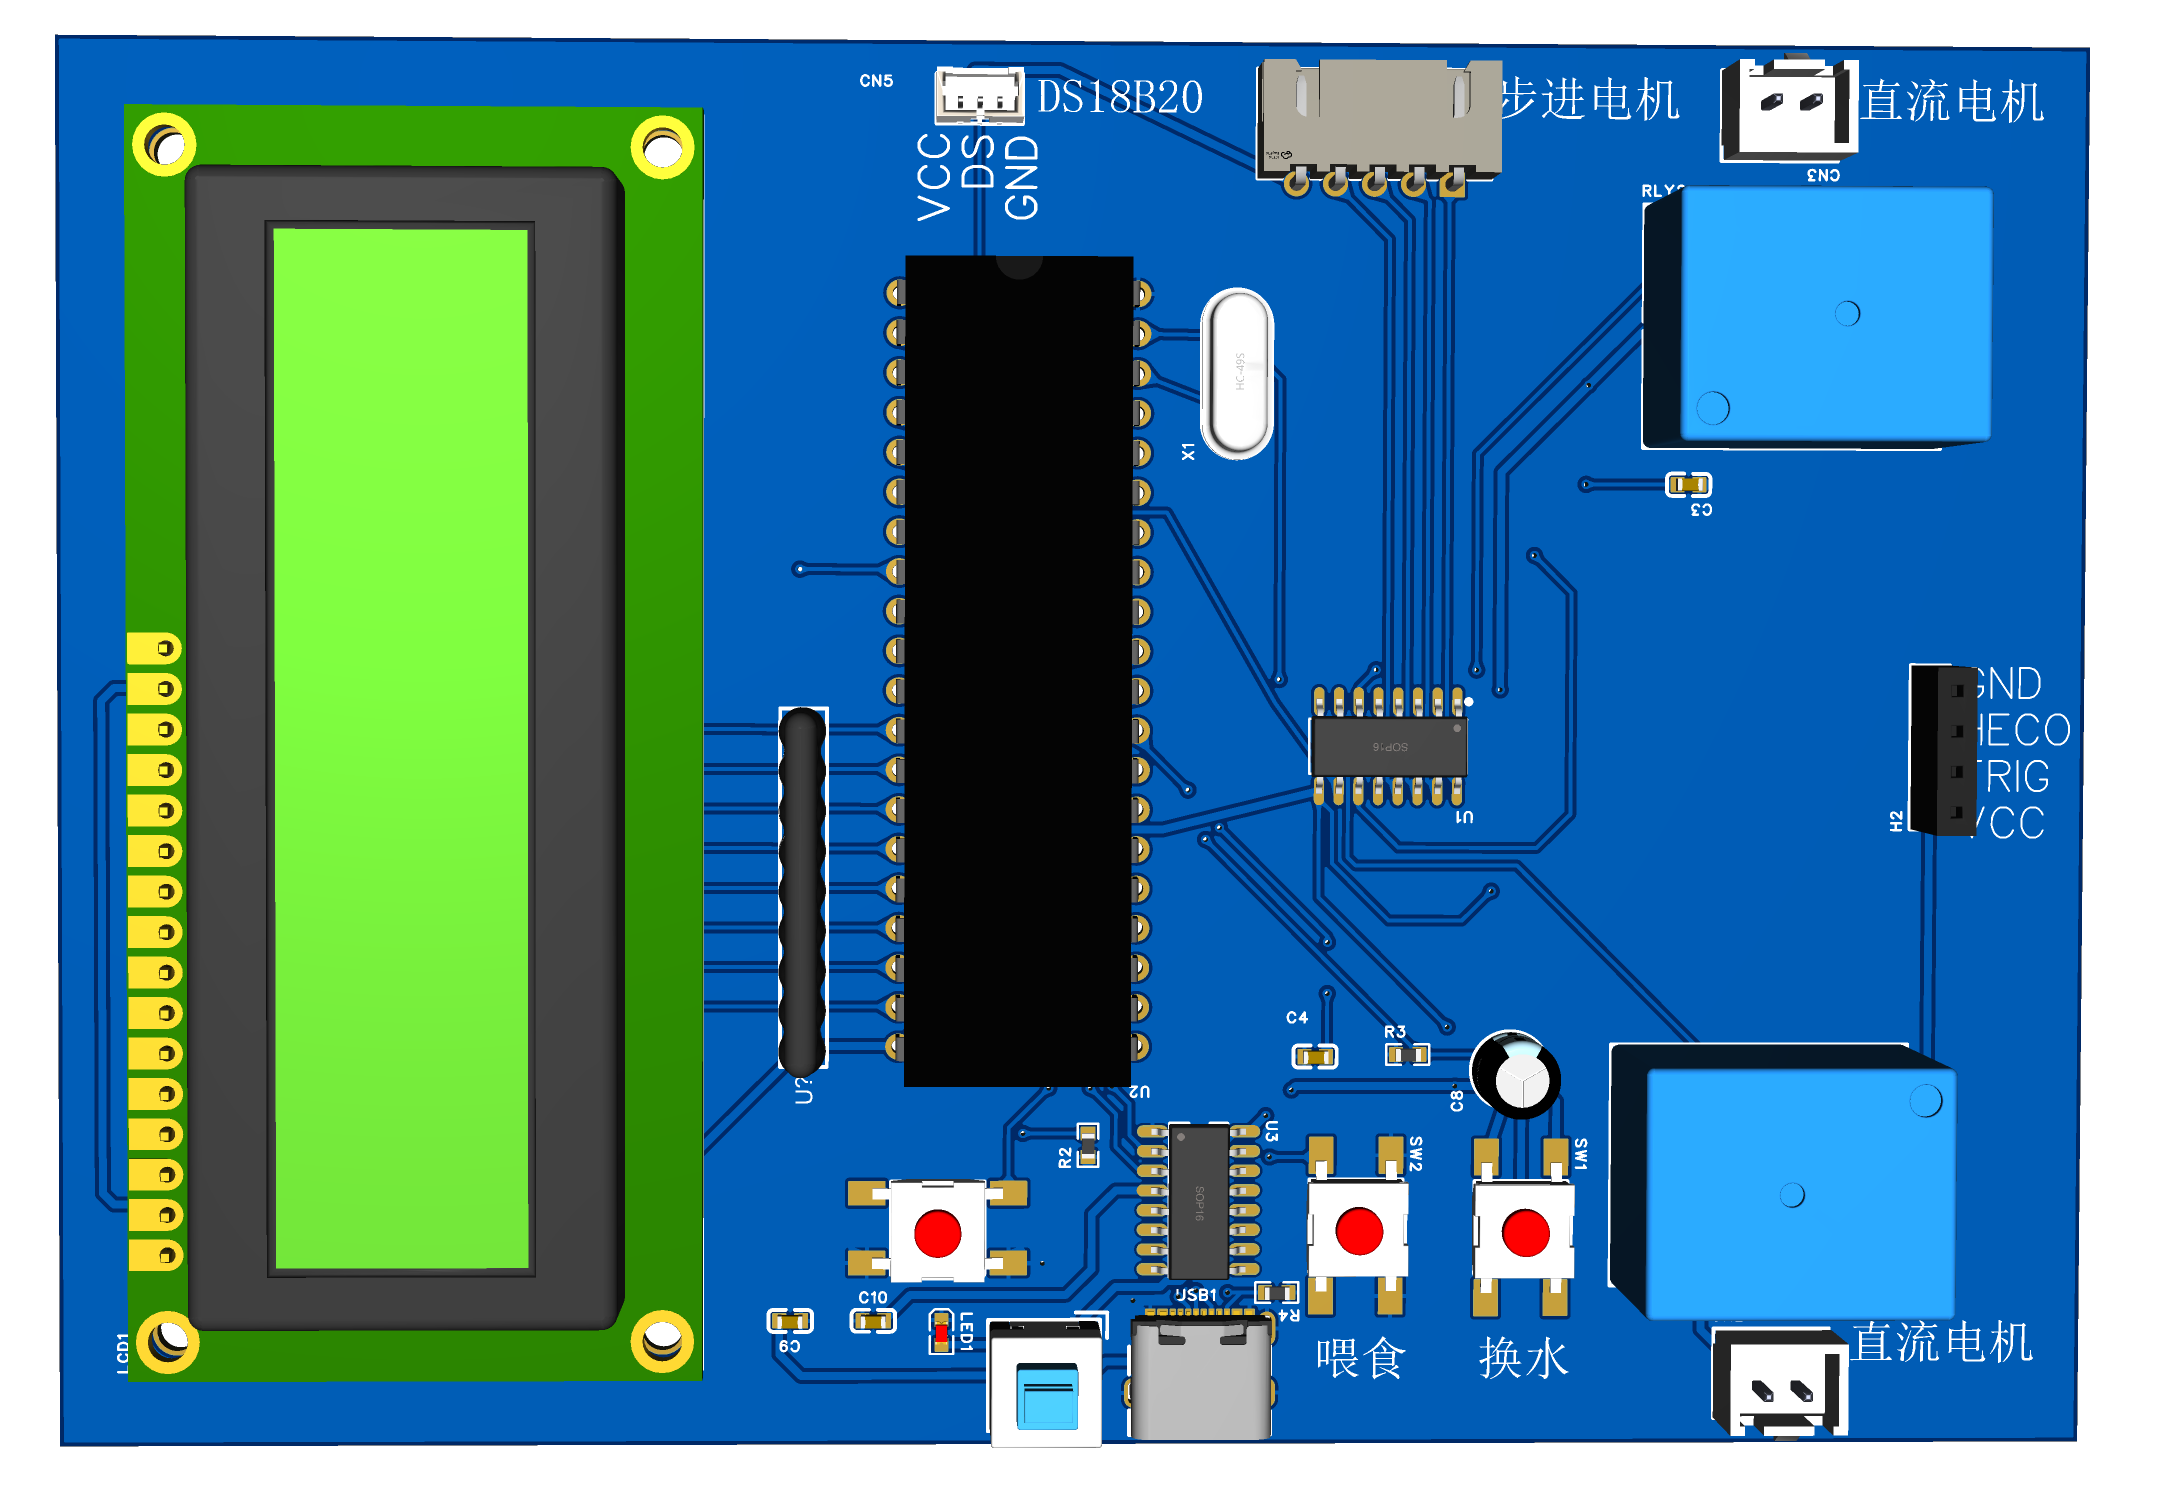 CN5
DS18B20
步进电机
直流电机
CN3
VCC
DS
GND
HC-49S
X1
C3
GND
HECO
TRIG
VCC
H2
SOP16
U1
U?
U2
C4
R3
C8
R2
U3
SOP16
SW2
SW1
USB1
R4
C10
C9
LED1
LCD1
喂食
换水
直流电机